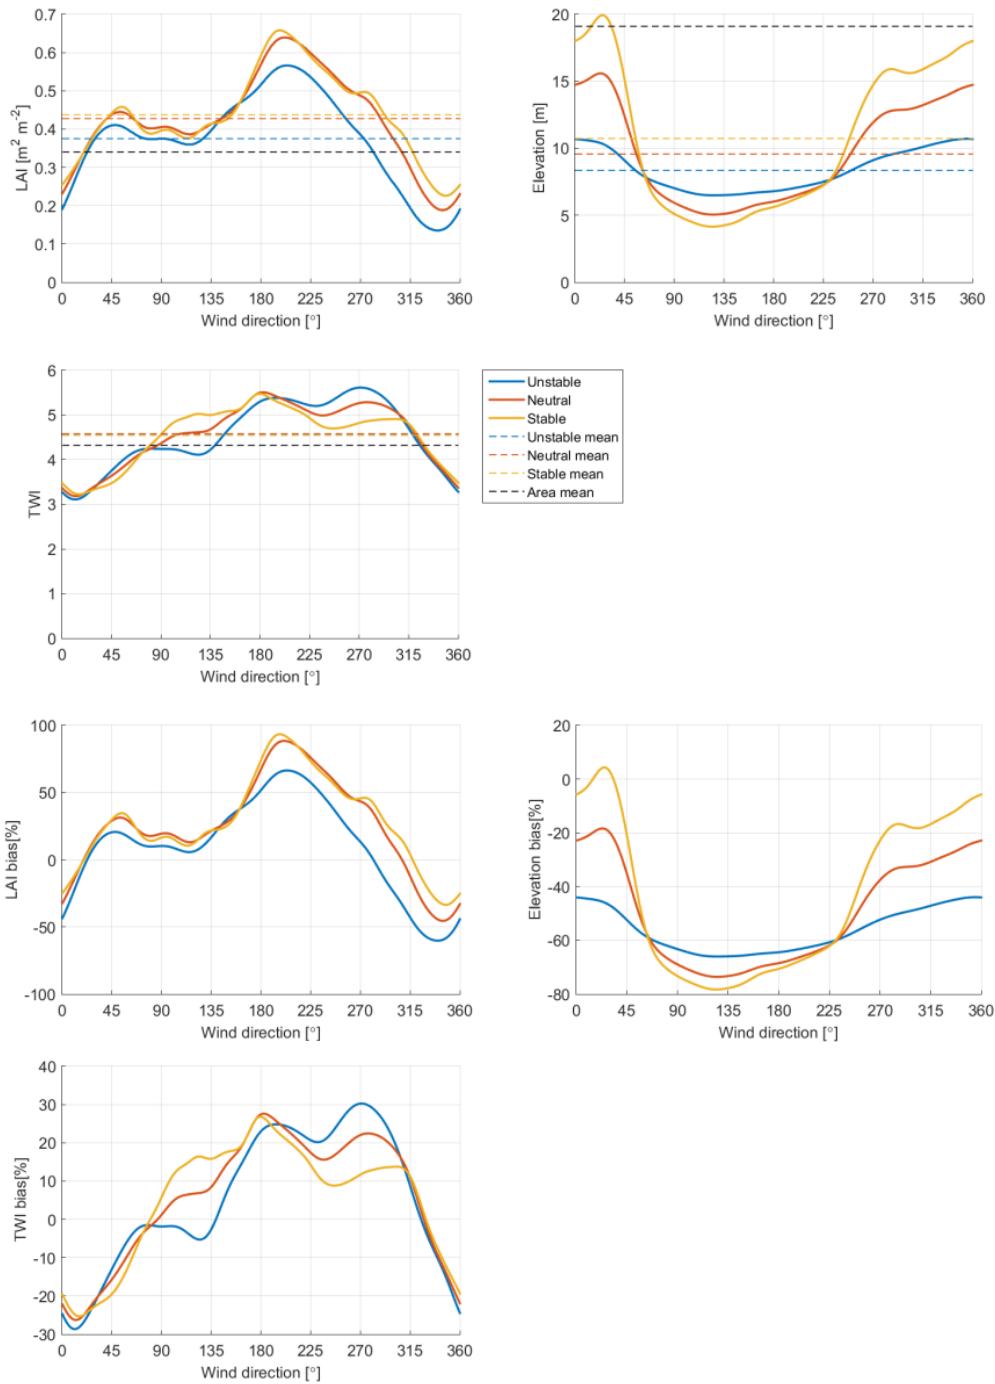 0.7
0.6
0.5
0.4
0.3
0.2
0.1
0
LAI [m² m⁻²]
0 45 90 135 180 225 270 315 360
Wind direction [°]
20
15
10
5
0
Elevation [m]
0 45 90 135 180 225 270 315 360
Wind direction [°]
6
5
4
3
2
1
0
TWI
0 45 90 135 180 225 270 315 360
Wind direction [°]
Unstable
Neutral
Stable
Unstable mean
Neutral mean
Stable mean
Area mean
100
50
0
-50
-100
LAI bias[%]
0 45 90 135 180 225 270 315 360
Wind direction [°]
20
0
-20
-40
-60
-80
Elevation bias[%]
0 45 90 135 180 225 270 315 360
Wind direction [°]
40
30
20
10
0
-10
-20
-30
TWI bias[%]
0 45 90 135 180 225 270 315 360
Wind direction [°]